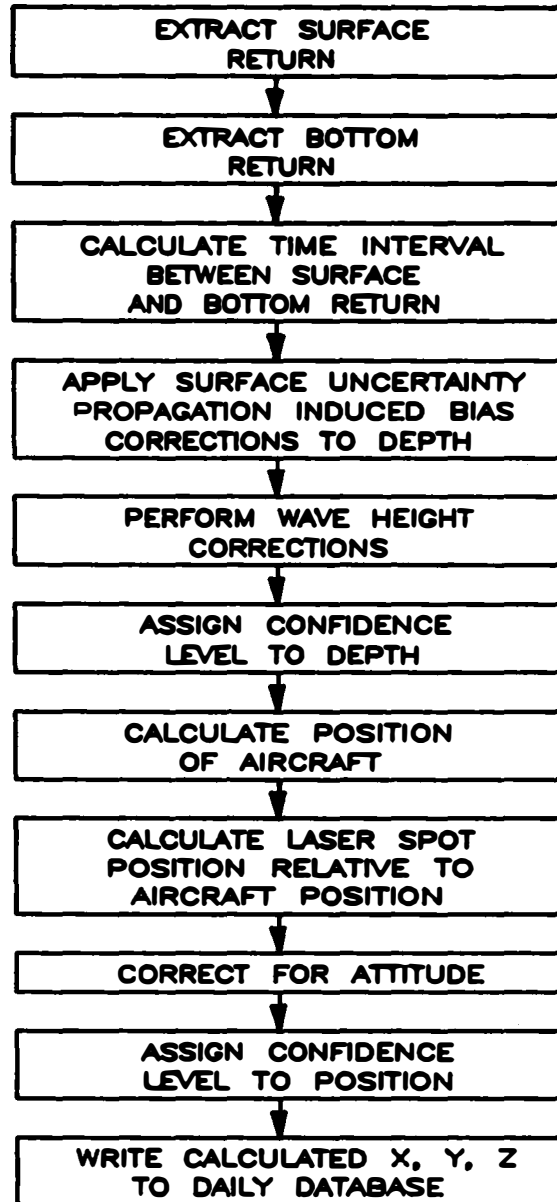 EXTRACT SURFACE
RETURN
EXTRACT BOTTOM
RETURN
CALCULATE TIME INTERVAL
BETWEEN SURFACE
AND BOTTOM RETURN
APPLY SURFACE UNCERTAINTY
PROPAGATION INDUCED BIAS
CORRECTIONS TO DEPTH
PERFORM WAVE HEIGHT
CORRECTIONS
ASSIGN CONFIDENCE
LEVEL TO DEPTH
CALCULATE POSITION
OF AIRCRAFT
CALCULATE LASER SPOT
POSITION RELATIVE TO
AIRCRAFT POSITION
CORRECT FOR ATTITUDE
ASSIGN CONFIDENCE
LEVEL TO POSITION
WRITE CALCULATED X, Y, Z
TO DAILY DATABASE